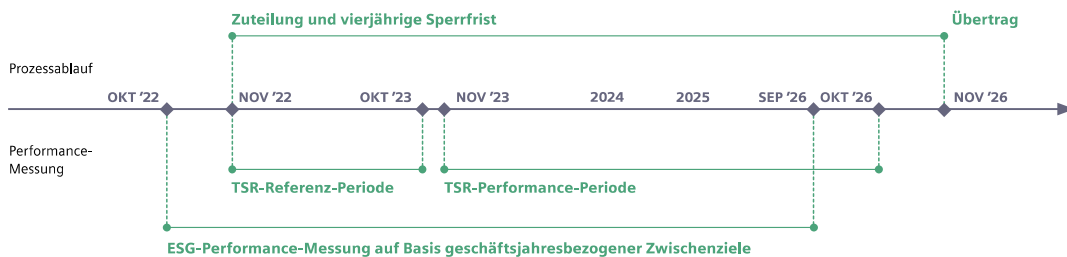 Zuteilung und vierjährige Sperrfrist
Übertrag
Prozessablauf
OKT ’22
NOV ’22
OKT ’23
NOV ’23
2024
2025
SEP ’26
OKT ’26
NOV ’26
Performance-
Messung
TSR-Referenz-Periode
TSR-Performance-Periode
ESG-Performance-Messung auf Basis geschäftsjahresbezogener Zwischenziele